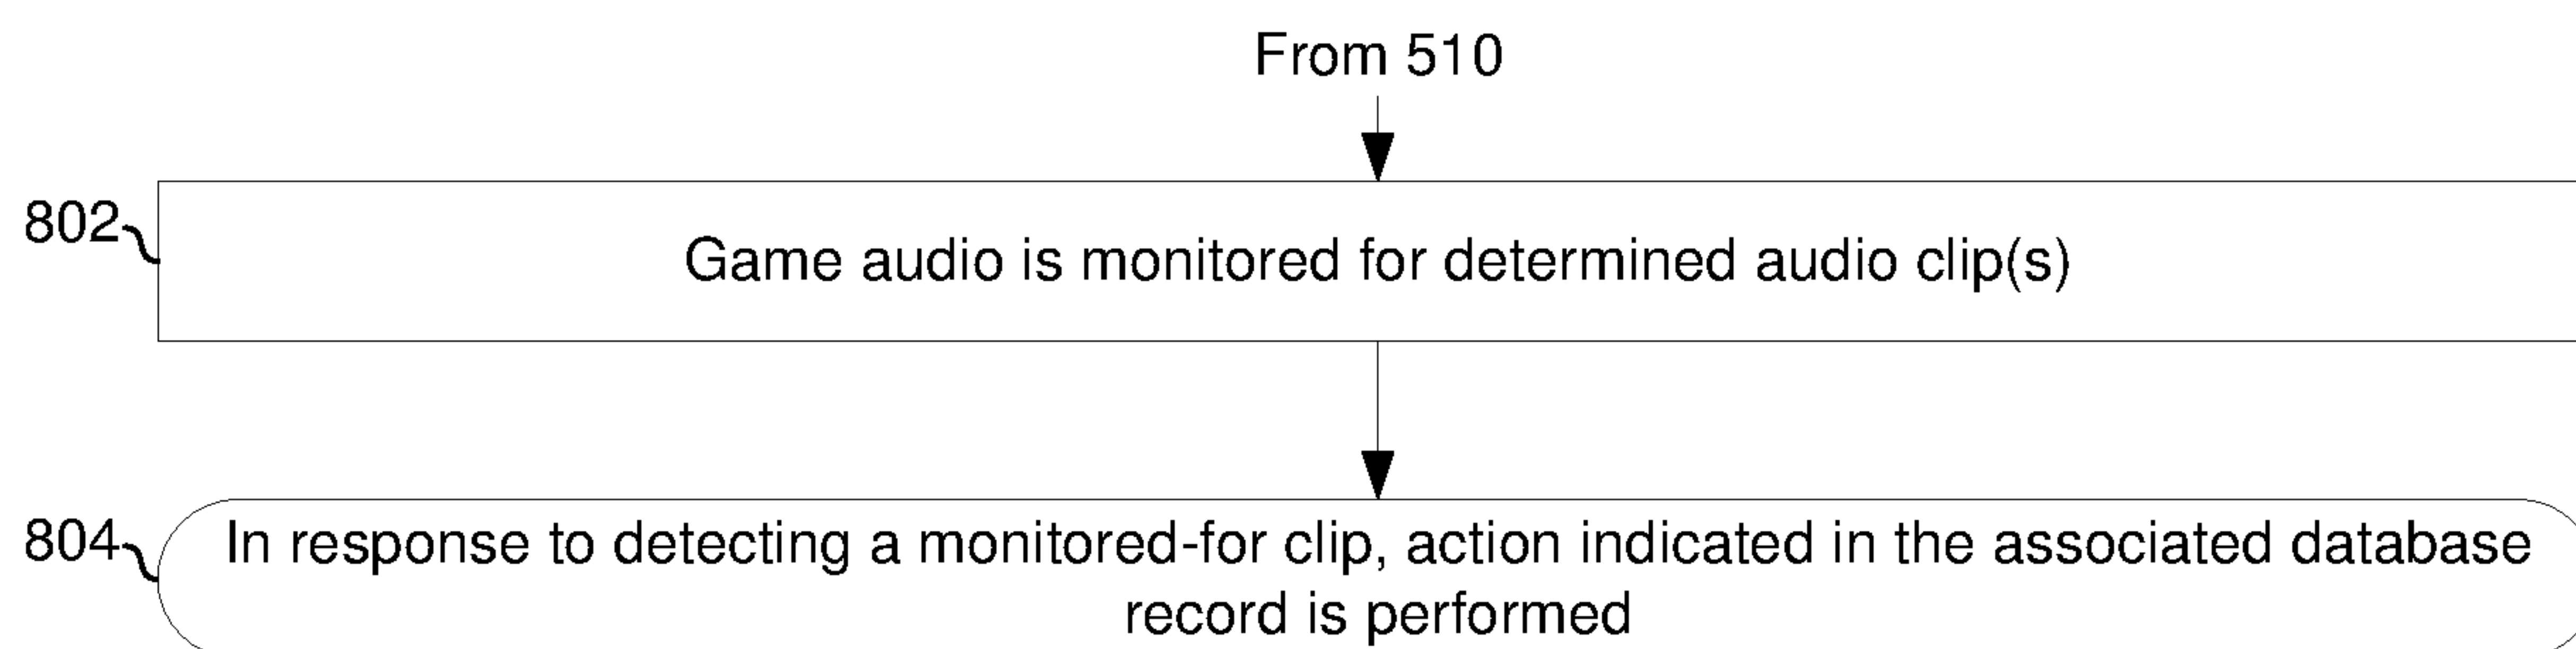 From 510
802
Game audio is monitored for determined audio clip(s)
804
In response to detecting a monitored-for clip, action indicated in the associated database
record is performed